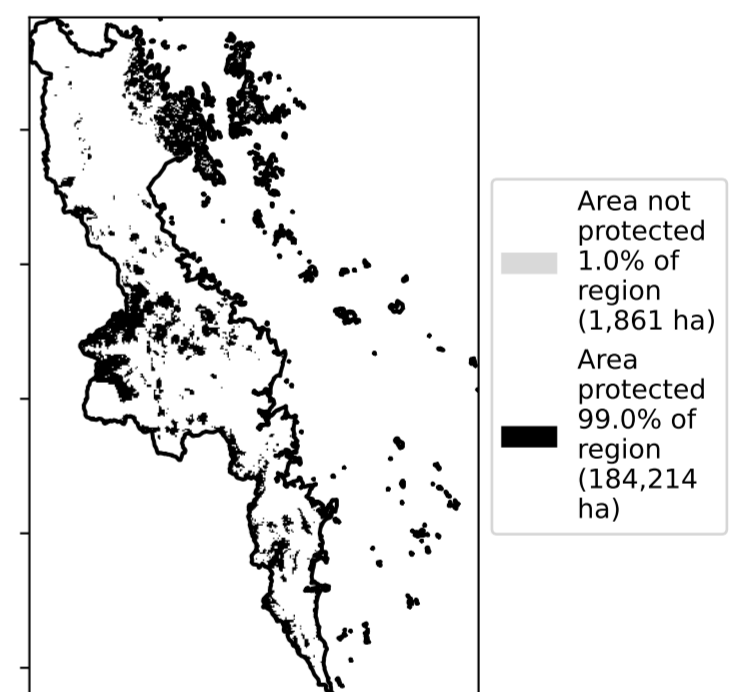 Area not
protected
1.0% of
region
(1,861 ha)
Area
protected
99.0% of
region
(184,214
ha)